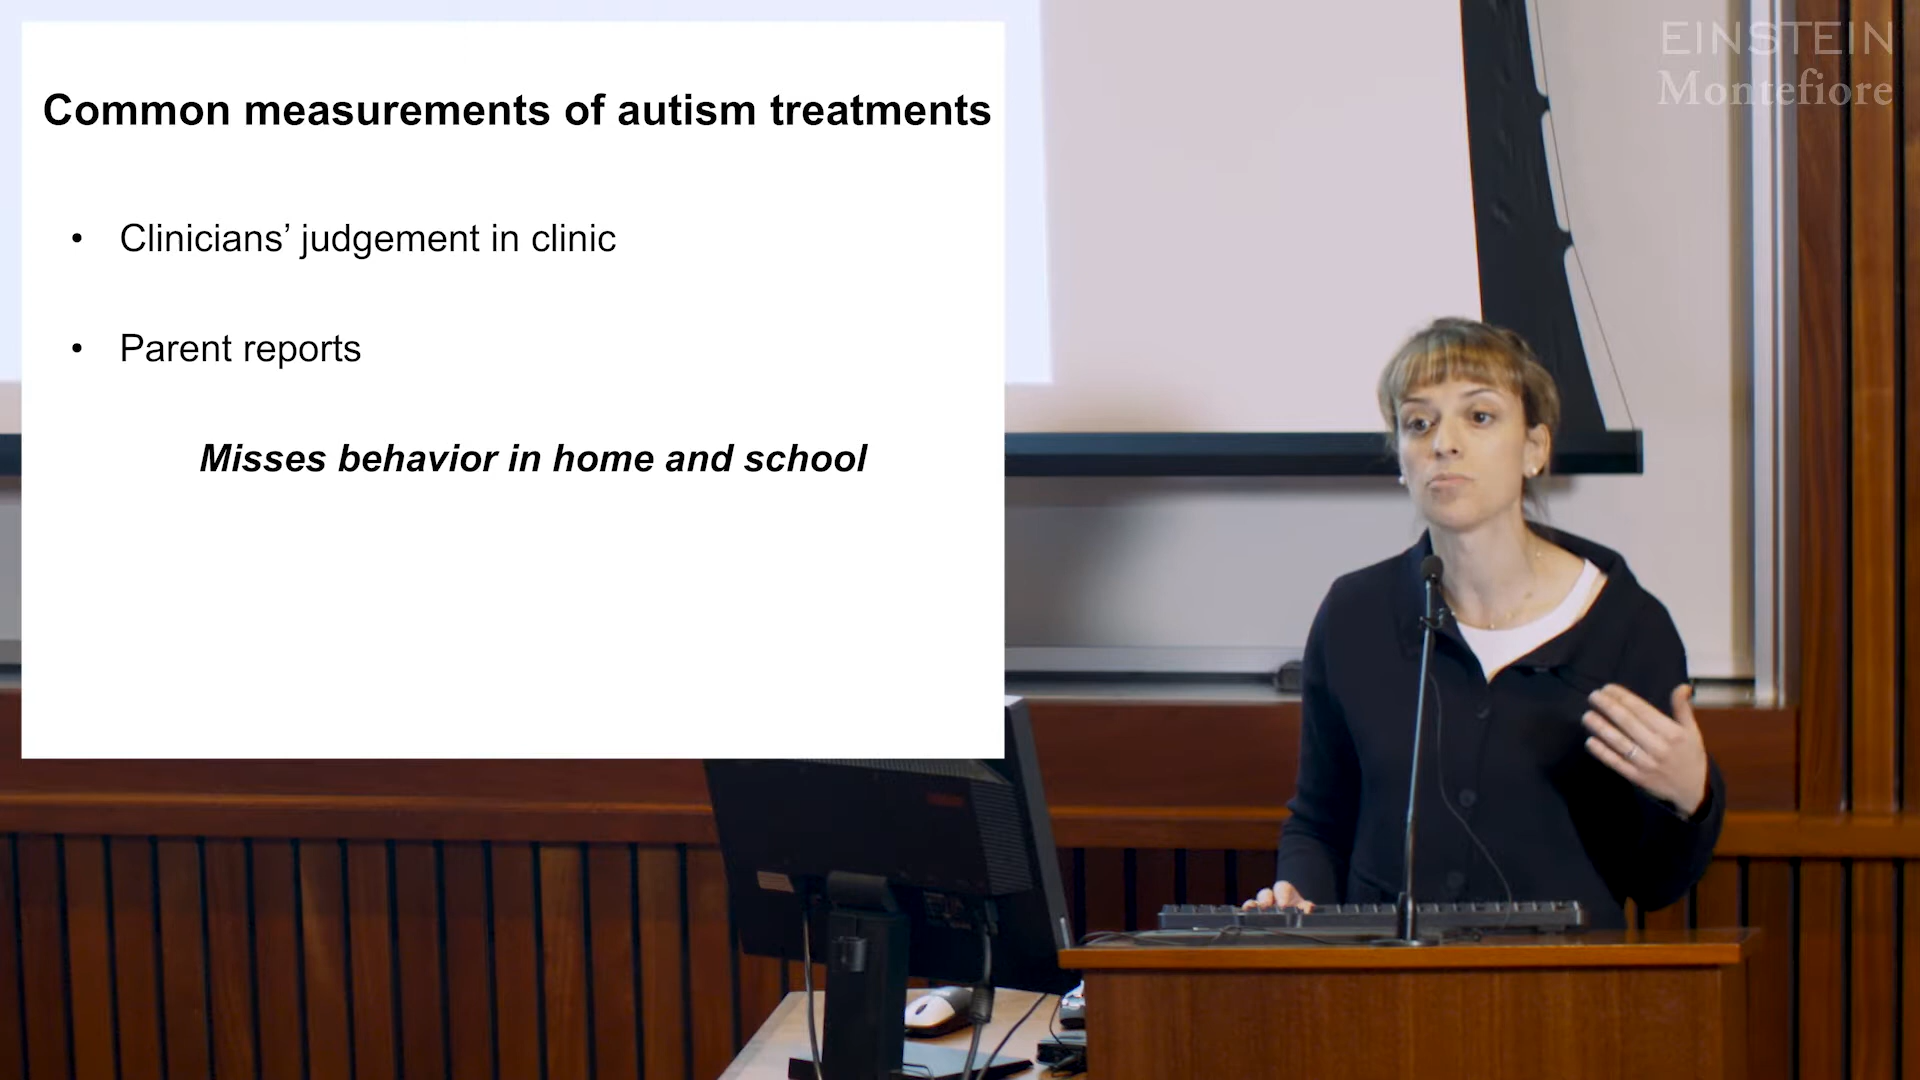 EINSTEIN
Montefiore
Common measurements of autism treatments
• Clinicians’ judgement in clinic
• Parent reports
Misses behavior in home and school